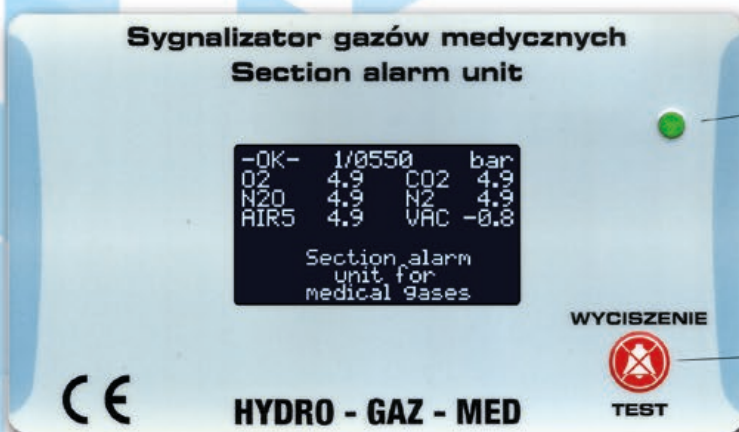 Sygnalizator gazów medycznych
Section alarm unit
-OK- 1/0550 bar
O2 4.9 CO2 4.9
N2O 4.9 N2 4.9
AIR5 4.9 VAC -0.8
Section alarm
unit for
medical gases
WYCISZENIE
TEST
CE
HYDRO - GAZ - MED